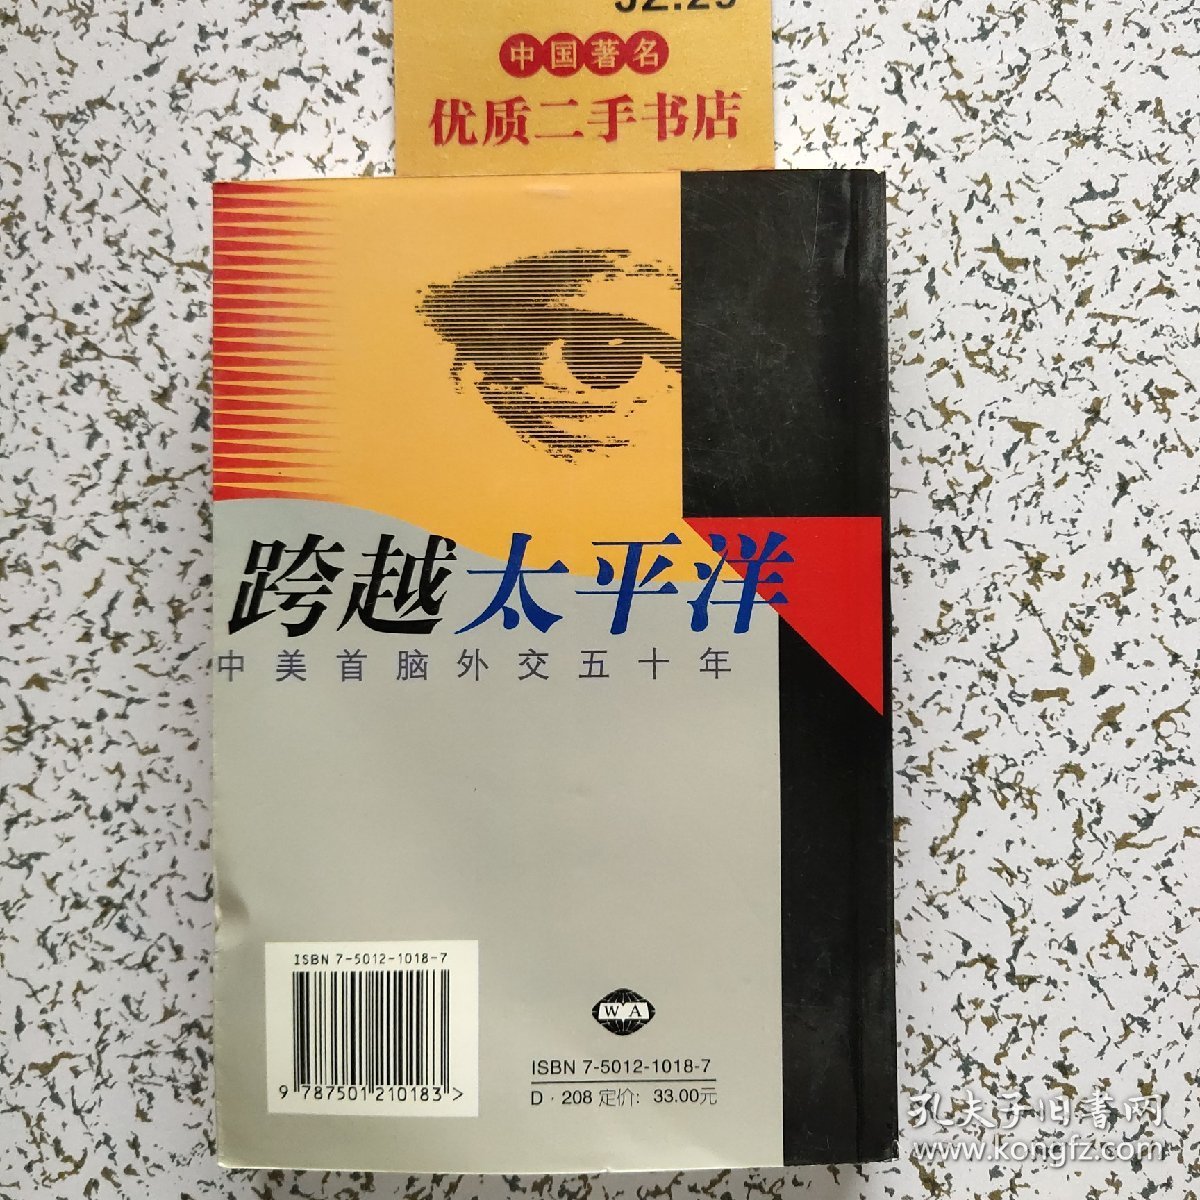 中国著名
优质二手书店
跨越太平洋
中美首脑外交五十年
ISBN 7-5012-1018-7
9 787501 210183 >
W A
ISBN 7-5012-1018-7
D·208 定价：33.00元
孔夫子旧书网
www.kongfz.com